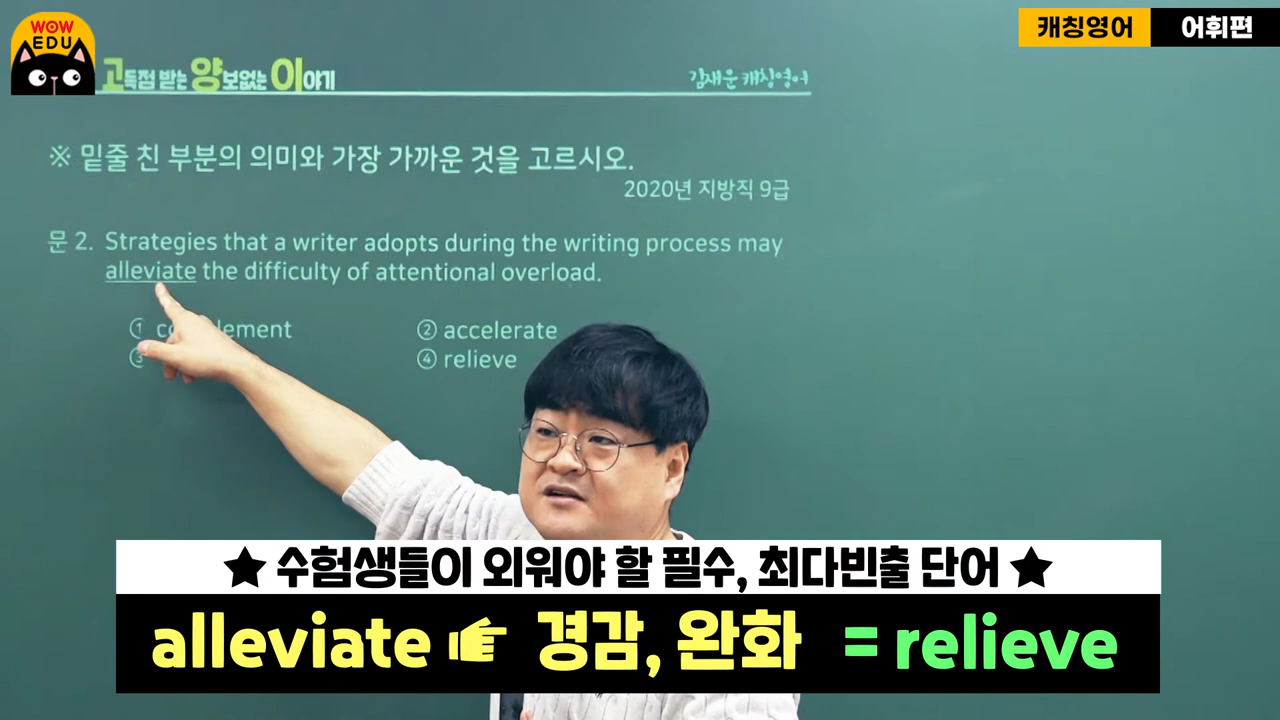 WOW
EDU
캐칭영어 어휘편
고득점 받는 양보없는 이야기
김재윤 캐칭영어
※ 밑줄 친 부분의 의미와 가장 가까운 것을 고르시오.
2020년 지방직 9급
문 2. Strategies that a writer adopts during the writing process may
alleviate the difficulty of attentional overload.
① lement ② accelerate
③ ④ relieve
★ 수험생들이 외워야 할 필수, 최다빈출 단어 ★
alleviate 👉 경감, 완화 = relieve